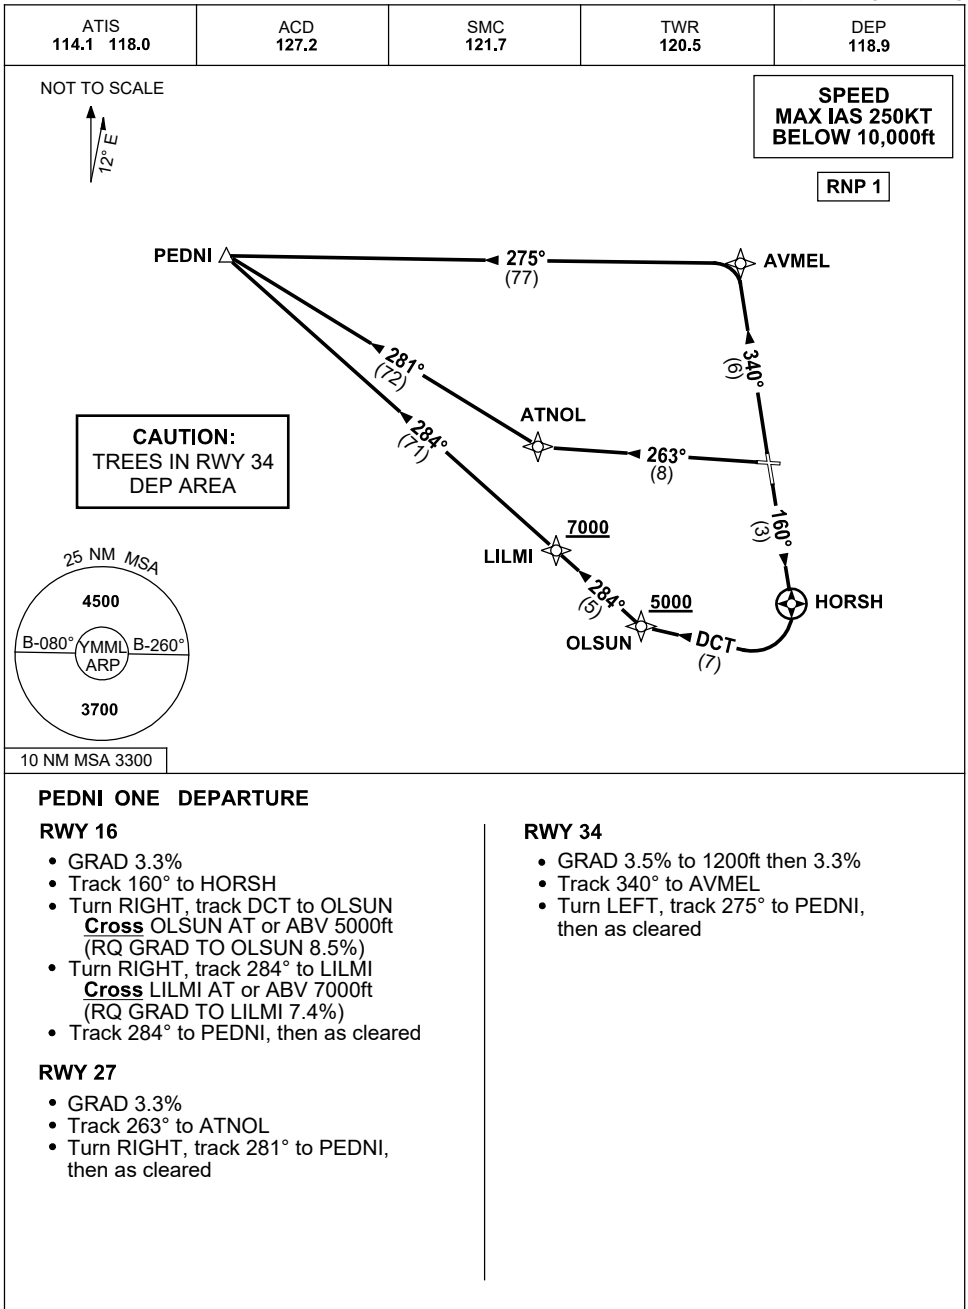 ATIS
114.1 118.0
ACD
127.2
SMC
121.7
TWR
120.5
DEP
118.9
NOT TO SCALE
12° E
SPEED
MAX IAS 250KT
BELOW 10,000ft
RNP 1
PEDNI
275°
(77)
AVMEL
281°
(72)
340°
(6)
ATNOL
284°
(71)
263°
(8)
CAUTION:
TREES IN RWY 34
DEP AREA
160°
(3)
7000
LILMI
284°
(5)
5000
HORSH
OLSUN
DCT
(7)
25 NM MSA
4500
B-080°
YMML
ARP
B-260°
3700
10 NM MSA 3300
PEDNI ONE DEPARTURE
RWY 16
• GRAD 3.3%
• Track 160° to HORSH
• Turn RIGHT, track DCT to OLSUN
Cross OLSUN AT or ABV 5000ft
(RQ GRAD TO OLSUN 8.5%)
• Turn RIGHT, track 284° to LILMI
Cross LILMI AT or ABV 7000ft
(RQ GRAD TO LILMI 7.4%)
• Track 284° to PEDNI, then as cleared
RWY 27
• GRAD 3.3%
• Track 263° to ATNOL
• Turn RIGHT, track 281° to PEDNI,
then as cleared
RWY 34
• GRAD 3.5% to 1200ft then 3.3%
• Track 340° to AVMEL
• Turn LEFT, track 275° to PEDNI,
then as cleared